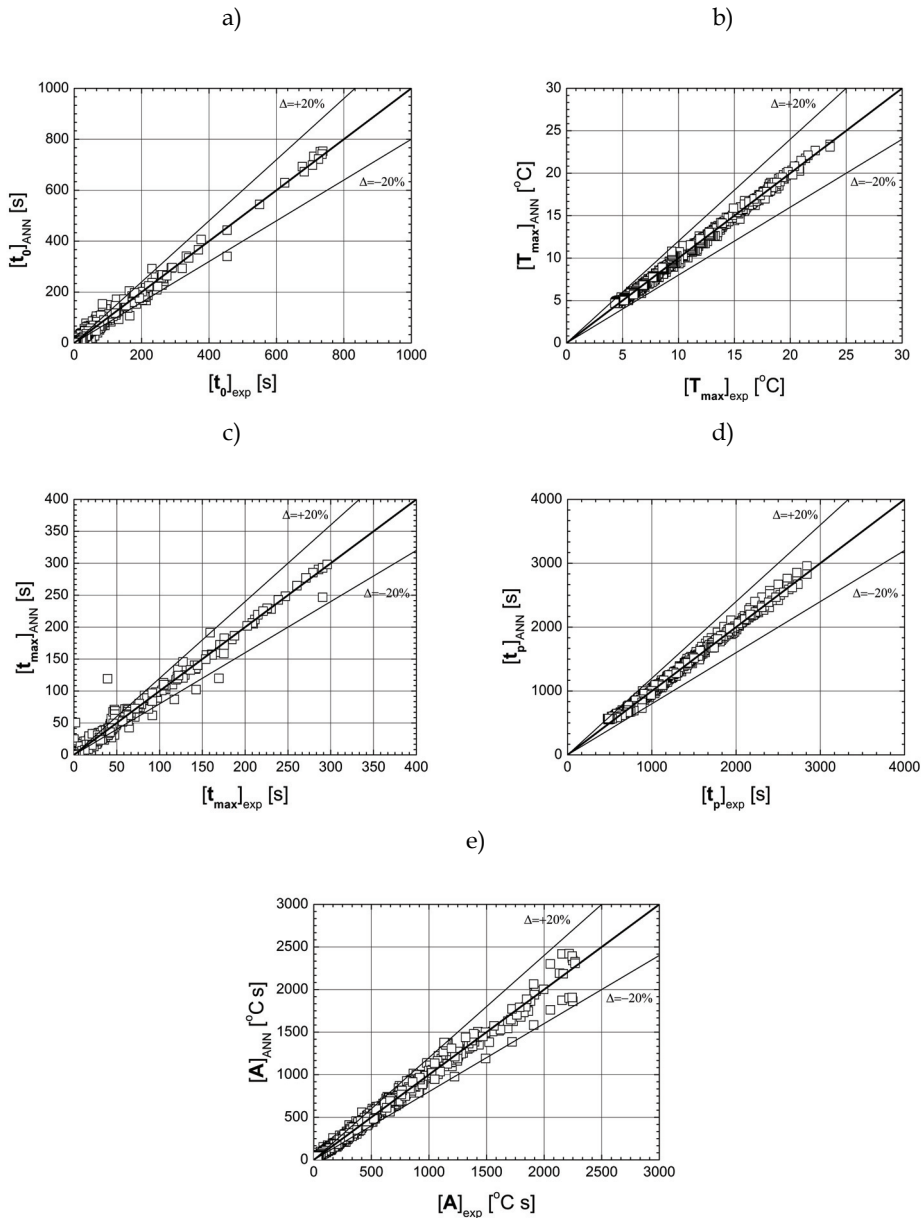 a)
b)
1000
800
600
400
200
0
[t₀]ANN [s]
Δ=+20%
Δ=−20%
0 200 400 600 800 1000
[t₀]exp [s]
30
25
20
15
10
5
0
[Tmax]ANN [°C]
Δ=+20%
Δ=−20%
0 5 10 15 20 25 30
[Tmax]exp [°C]
c)
d)
400
350
300
250
200
150
100
50
0
[tmax]ANN [s]
Δ=+20%
Δ=−20%
0 50 100 150 200 250 300 350 400
[tmax]exp [s]
4000
3000
2000
1000
0
[tp]ANN [s]
Δ=+20%
Δ=−20%
0 1000 2000 3000 4000
[tp]exp [s]
e)
3000
2500
2000
1500
1000
500
0
[A]ANN [°C s]
Δ=+20%
Δ=−20%
0 500 1000 1500 2000 2500 3000
[A]exp [°C s]